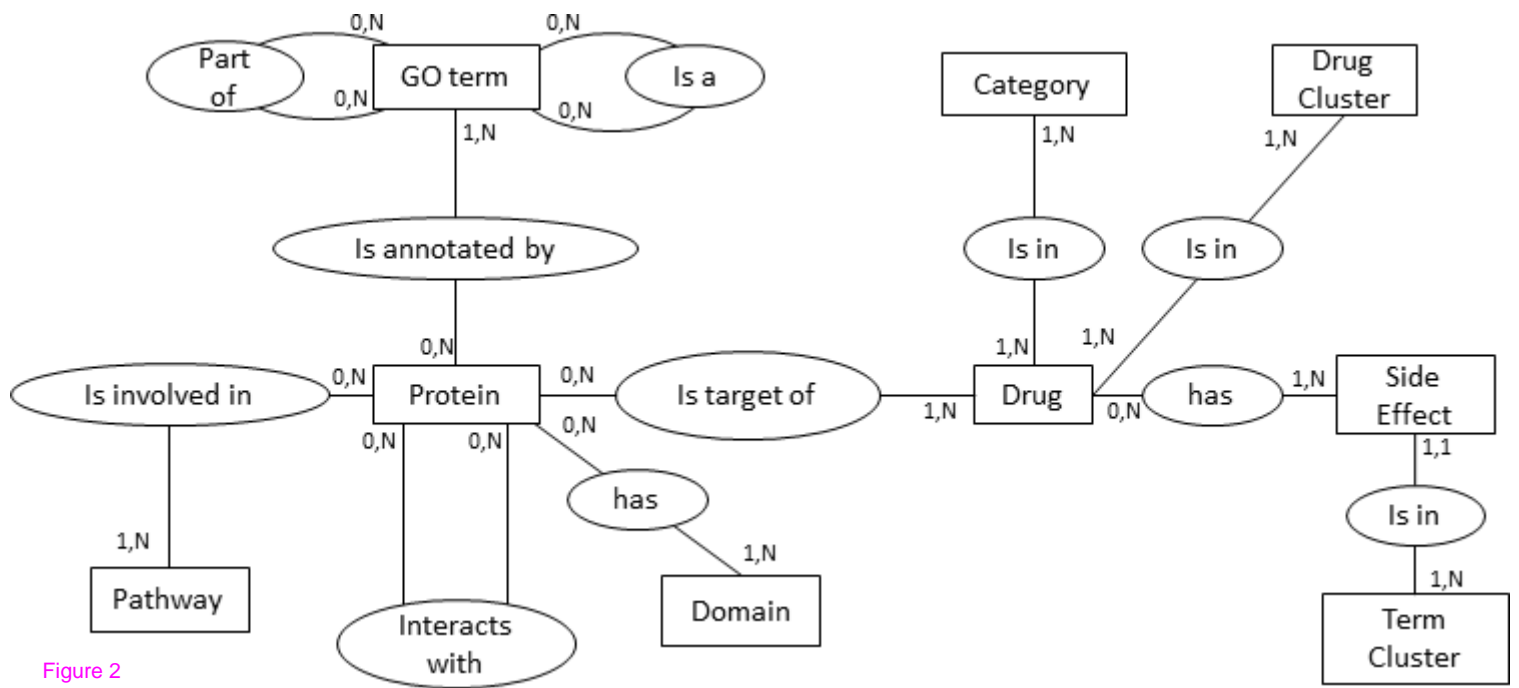 0,N
0,N
Part
of
GO term
Is a
0,N
0,N
1,N
Category
Drug
Cluster
1,N
1,N
Is annotated by
Is in
Is in
0,N
1,N
1,N
Is involved in
0,N
Protein
0,N
Is target of
1,N
Drug
0,N
has
1,N
Side
Effect
0,N
0,N
0,N
1,1
has
Is in
1,N
1,N
1,N
Pathway
Domain
Interacts
with
Term
Cluster
Figure 2